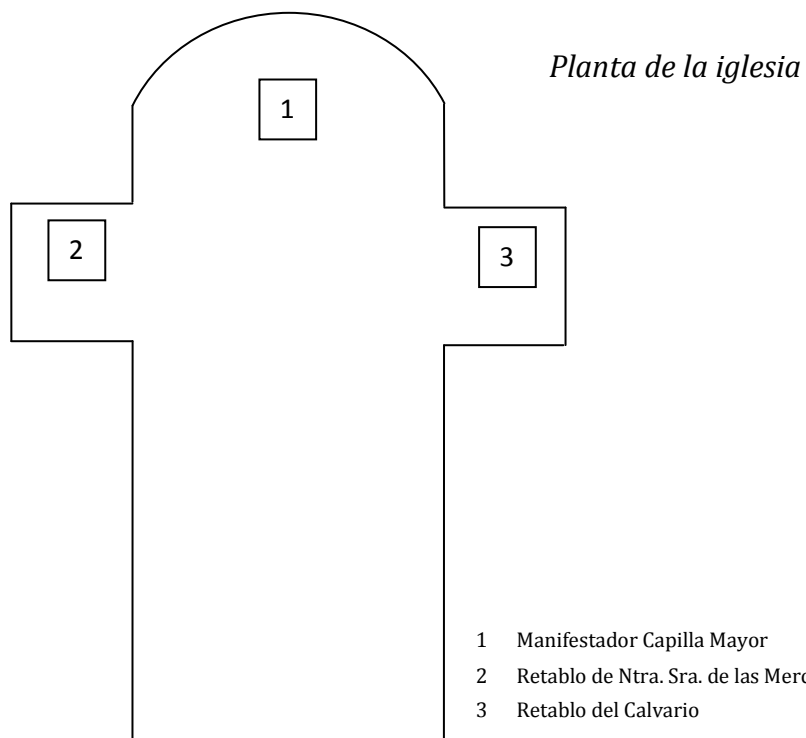 Planta de la iglesia
1
2
3
1 Manifestador Capilla Mayor
2 Retablo de Ntra. Sra. de las
3 Retablo del Calvario